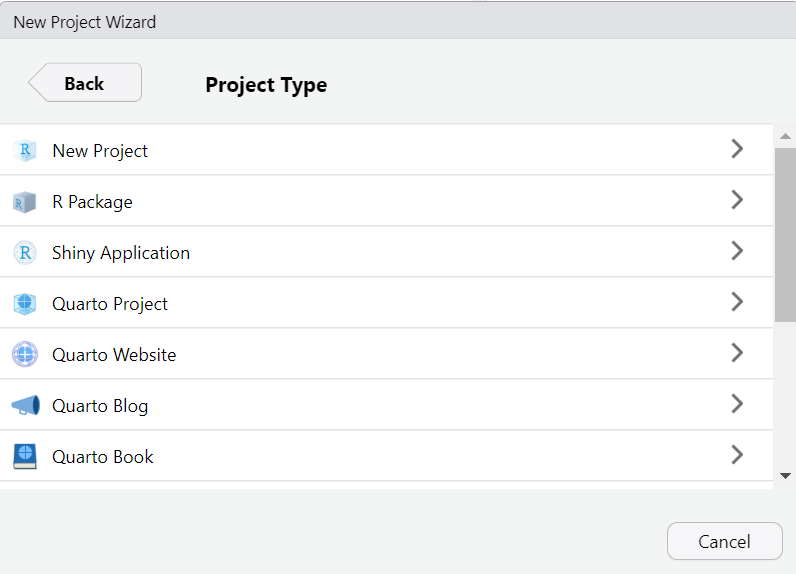 New Project Wizard
Back
Project Type
R New Project
R R Package
R Shiny Application
Quarto Project
Quarto Website
Quarto Blog
Quarto Book
Cancel